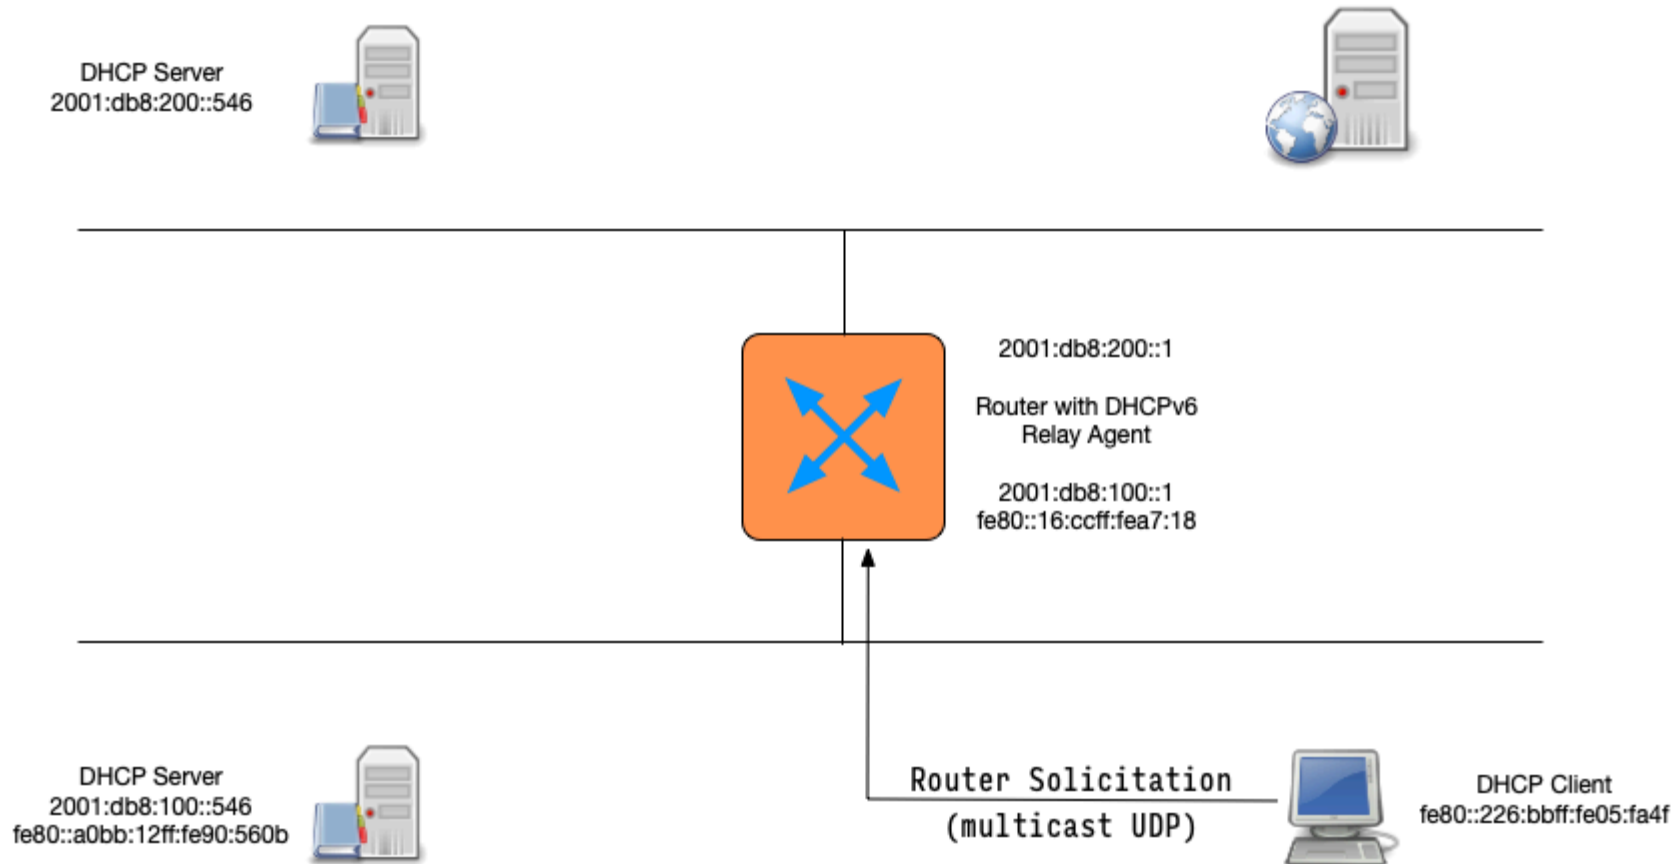 DHCP Server
2001:db8:200::546
2001:db8:200::1
Router with DHCPv6
Relay Agent
2001:db8:100::1
fe80::16:ccff:fea7:18
DHCP Server
2001:db8:100::546
fe80::a0bb:12ff:fe90:560b
Router Solicitation
(multicast UDP)
DHCP Client
fe80::226:bbff:fe05:fa4f